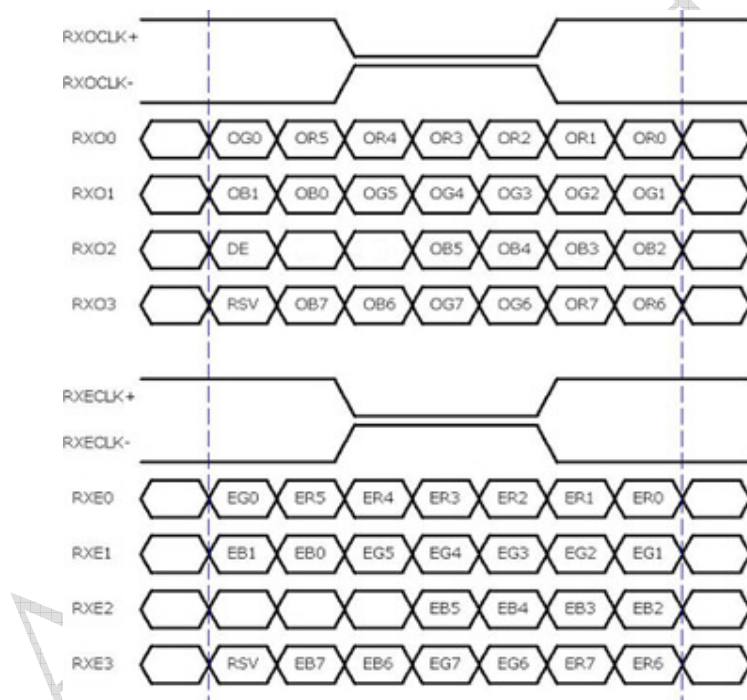 RXOCLK+
RXOCLK-
RXO0 OG0 OR5 OR4 OR3 OR2 OR1 OR0
RXO1 OB1 OB0 OG5 OG4 OG3 OG2 OG1
RXO2 DE OB5 OB4 OB3 OB2
RXO3 RSV OB7 OB6 OG7 OG6 OR7 OR6
RXECLK+
RXECLK-
RXE0 EG0 ER5 ER4 ER3 ER2 ER1 ER0
RXE1 EB1 EB0 EG5 EG4 EG3 EG2 EG1
RXE2 EB5 EB4 EB3 EB2
RXE3 RSV EB7 EB6 EG7 EG6 ER7 ER6